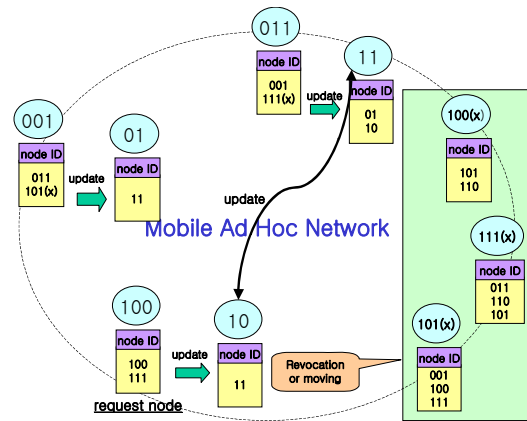 011
node ID
001
111(x)
update
11
node ID
01
10
001
node ID
011
101(x)
update
01
node ID
11
update
Mobile Ad Hoc Network
100
node ID
100
111
request node
update
10
node ID
11
Revocation
or moving
100(x)
node ID
101
110
111(x)
node ID
011
110
101
101(x)
node ID
001
100
111